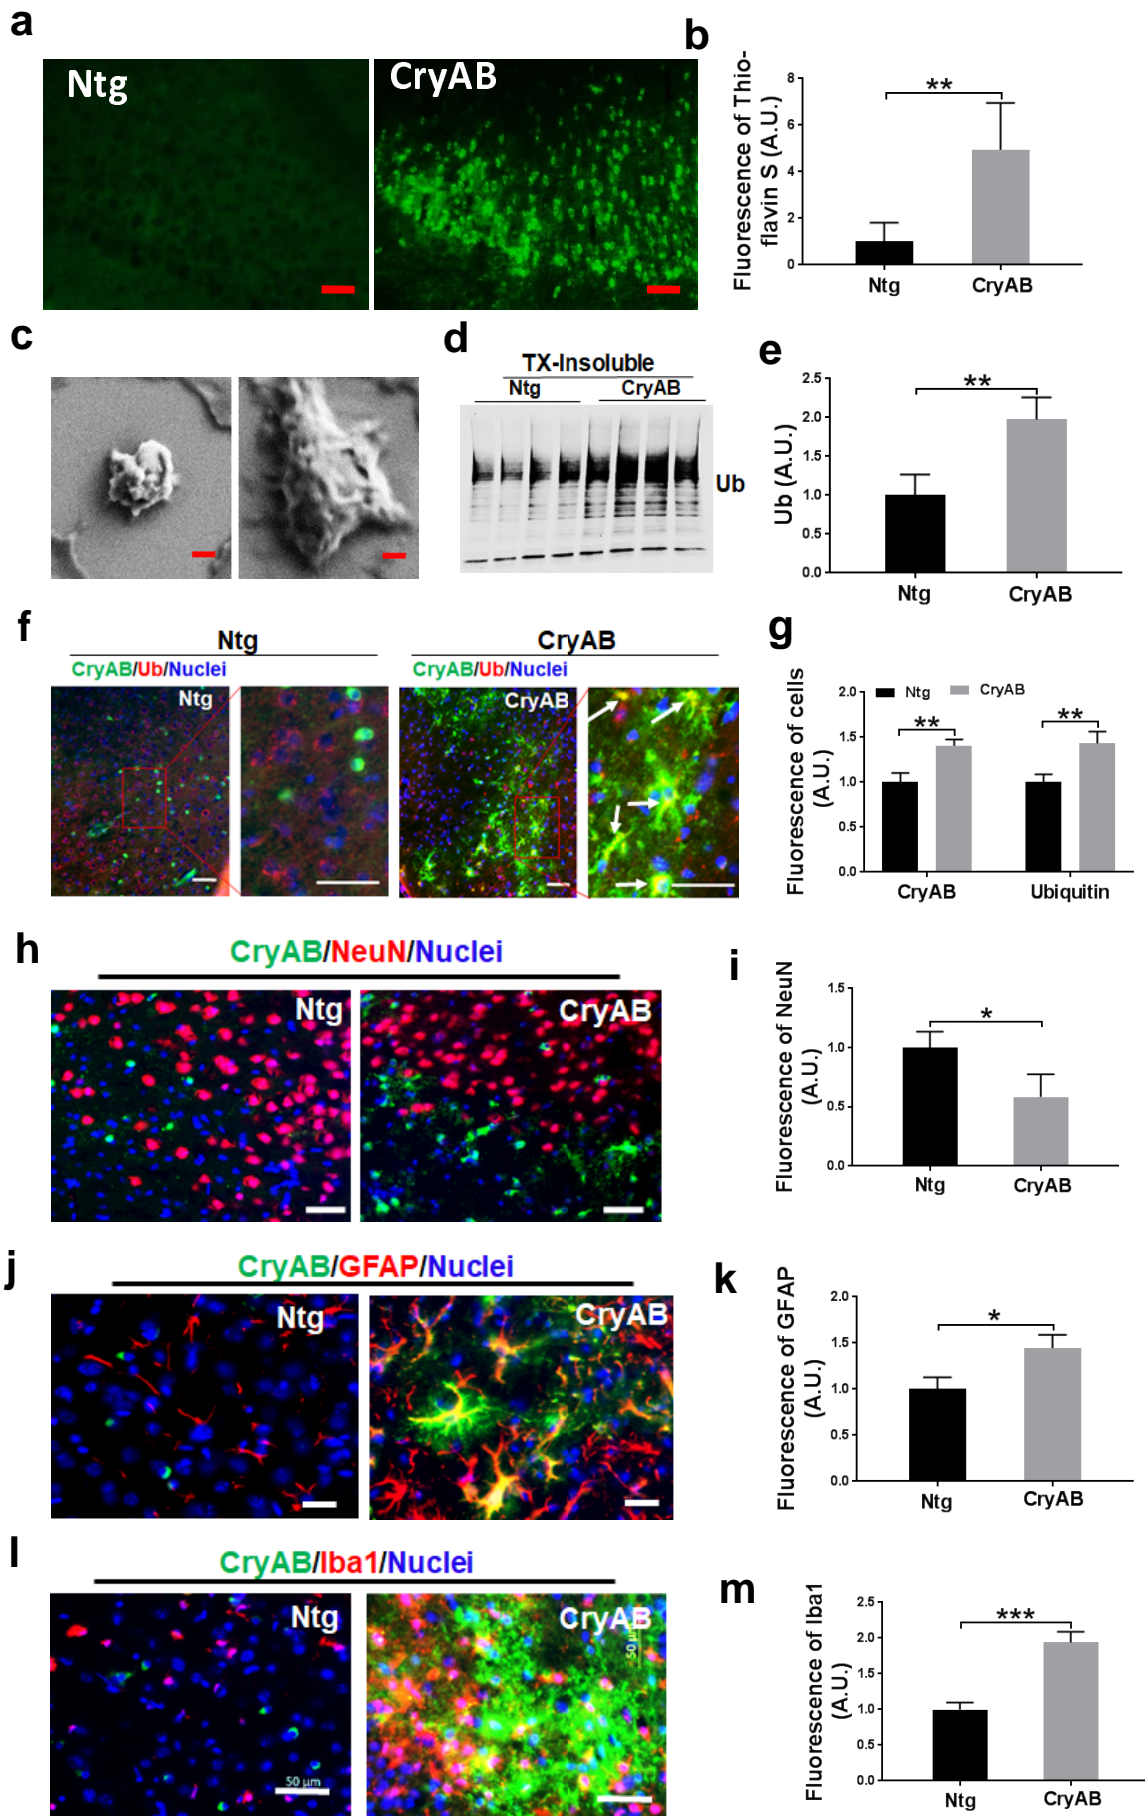 a
Ntg
CryAB
b
Fluorescence of Thio-
flavin S (A.U.)
8
6
4
2
0
**
Ntg
CryAB
c
d
TX-Insoluble
Ntg
CryAB
Ub
e
Ub (A.U.)
2.5
2.0
1.5
1.0
0.5
0.0
**
Ntg
CryAB
f
Ntg
CryAB/Ub/Nuclei
Ntg
CryAB
CryAB/Ub/Nuclei
CryAB
g
Fluorescence of cells
(A.U.)
2.0
1.5
1.0
0.5
0.0
Ntg
CryAB
**
**
CryAB
Ubiquitin
h
CryAB/NeuN/Nuclei
Ntg
CryAB
i
Fluorescence of NeuN
(A.U.)
1.5
1.0
0.5
0.0
*
Ntg
CryAB
j
CryAB/GFAP/Nuclei
Ntg
CryAB
k
Fluorescence of GFAP
(A.U.)
2.0
1.5
1.0
0.5
0.0
*
Ntg
CryAB
l
CryAB/Iba1/Nuclei
Ntg
50 µm
CryAB
50 µm
m
Fluorescence of Iba1
(A.U.)
2.5
2.0
1.5
1.0
0.5
0.0
***
Ntg
CryAB